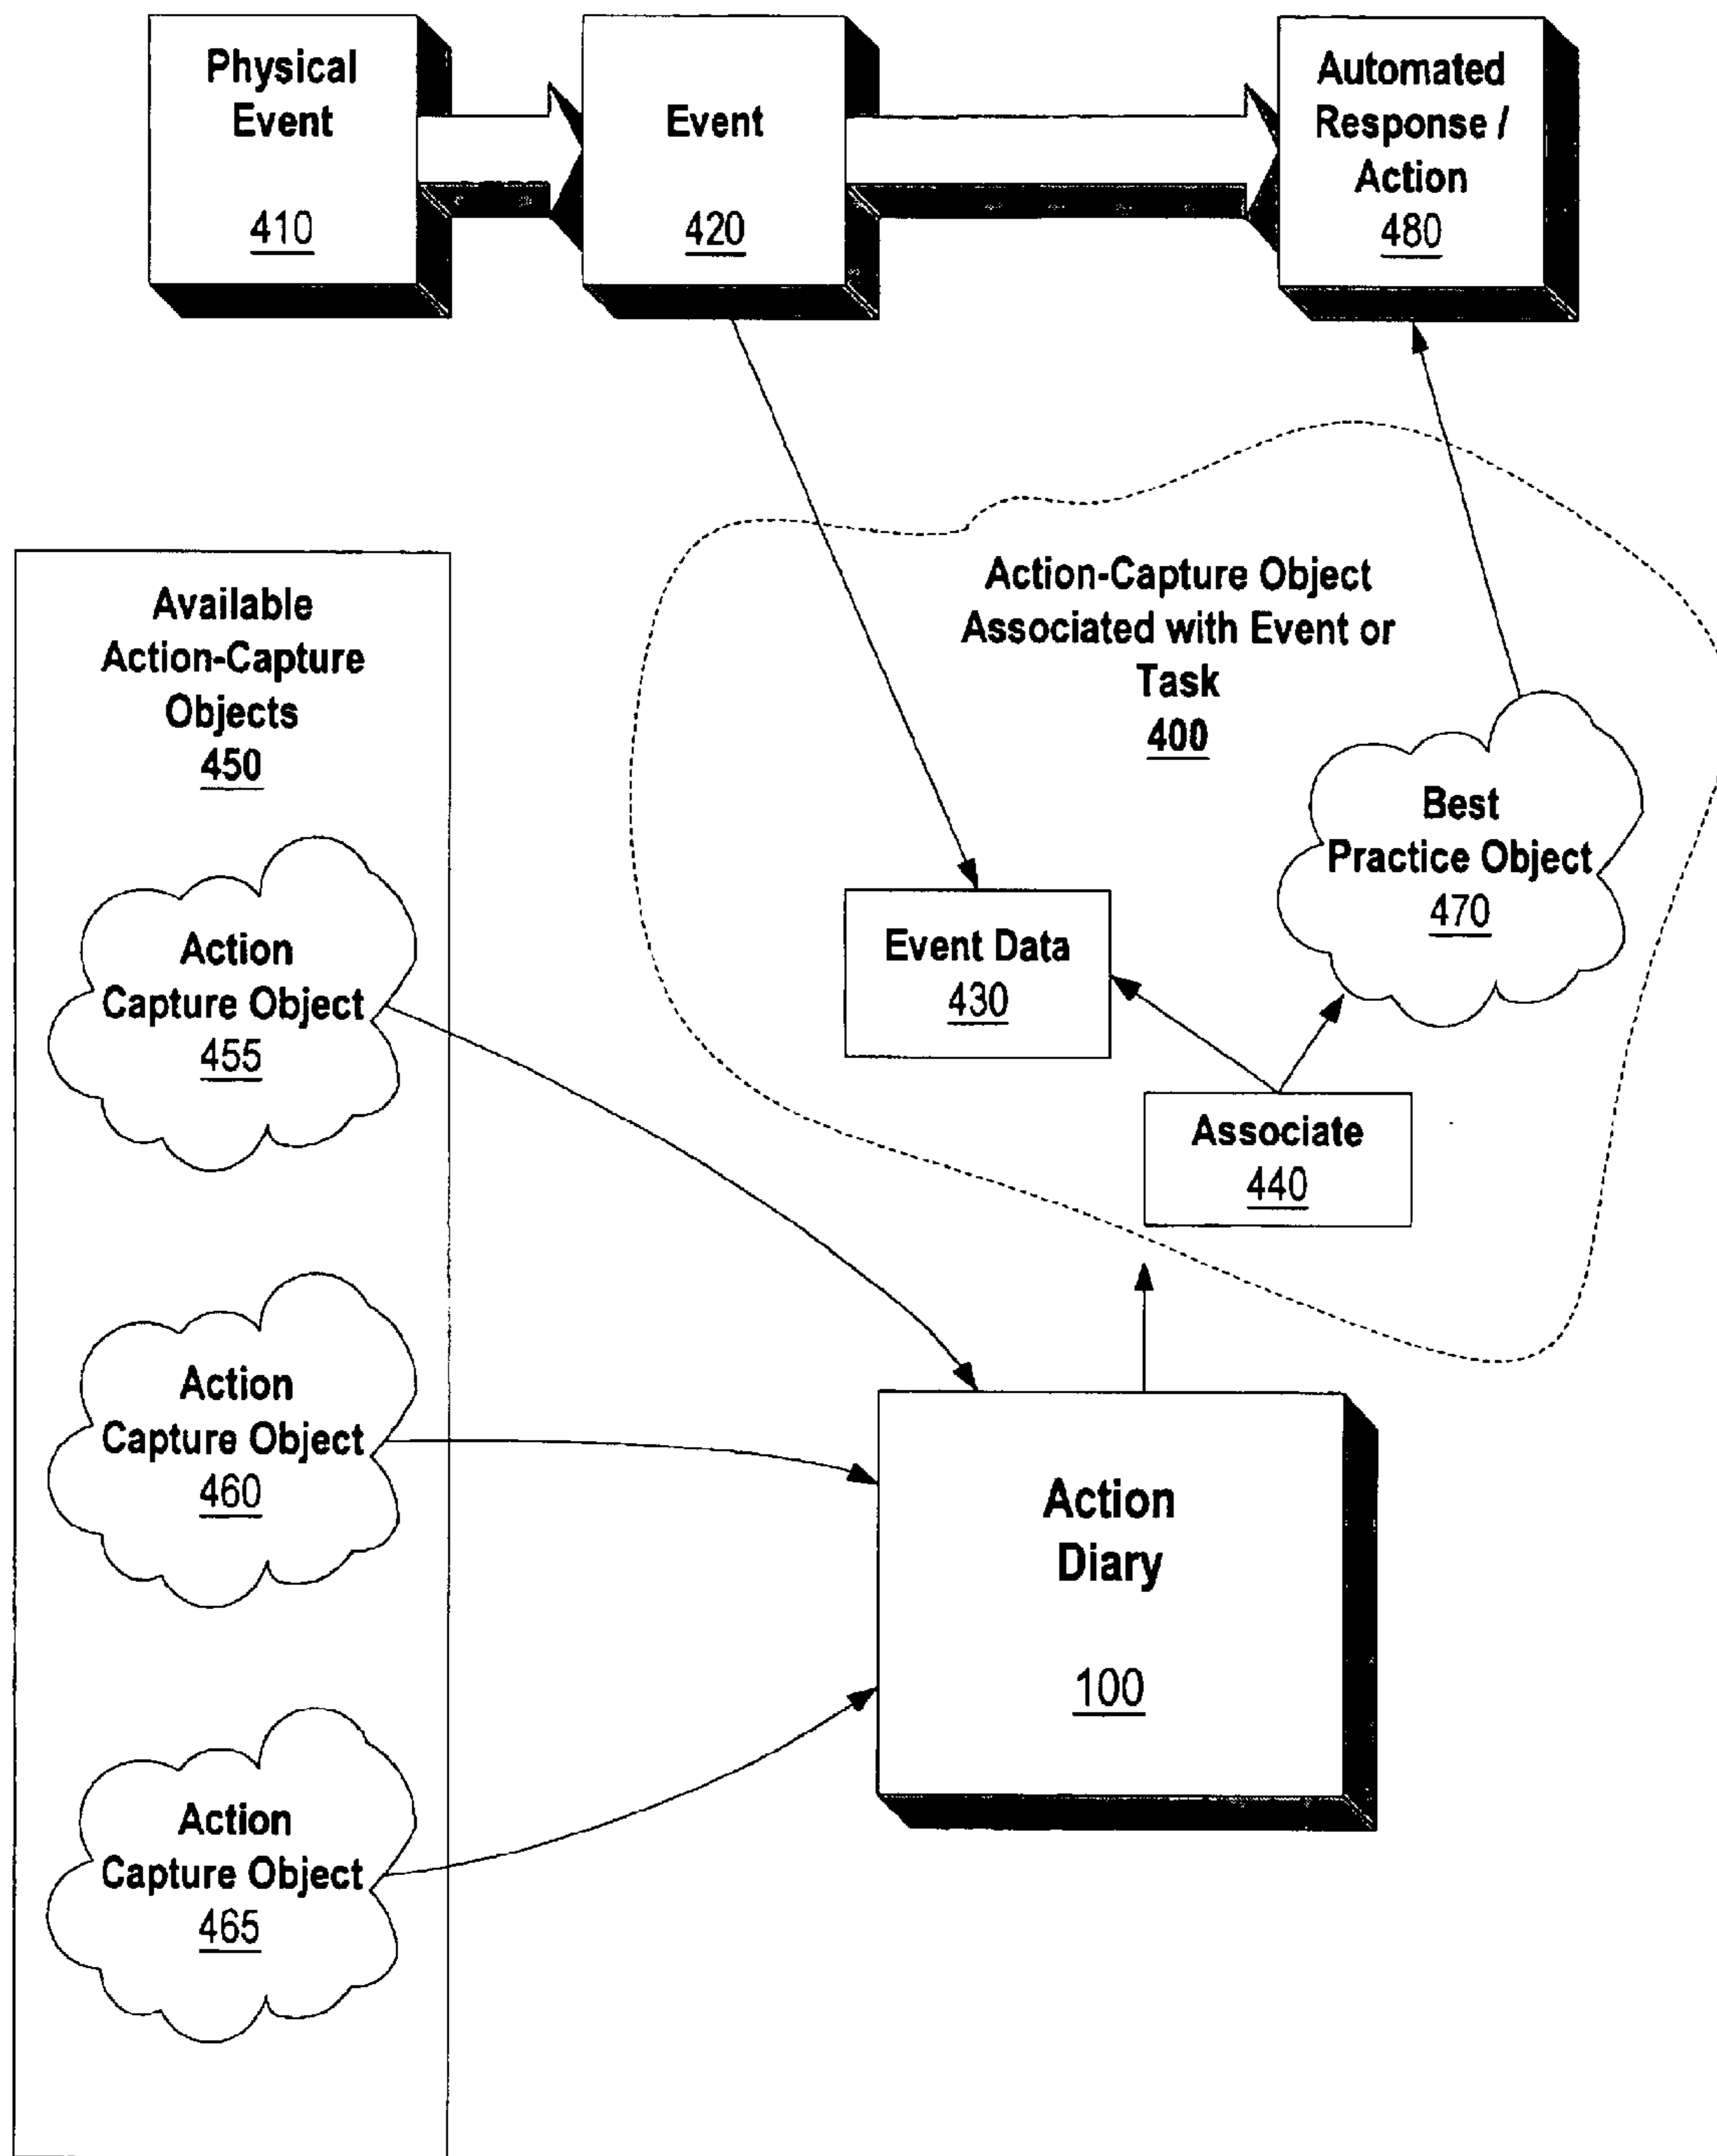 Physical
Event
410
Event
420
Automated
Response /
Action
480
Action-Capture Object
Associated with Event or
Task
400
Available
Action-Capture
Objects
450
Best
Practice Object
470
Event Data
430
Associate
440
Action
Capture Object
455
Action
Capture Object
460
Action
Capture Object
465
Action
Diary
100